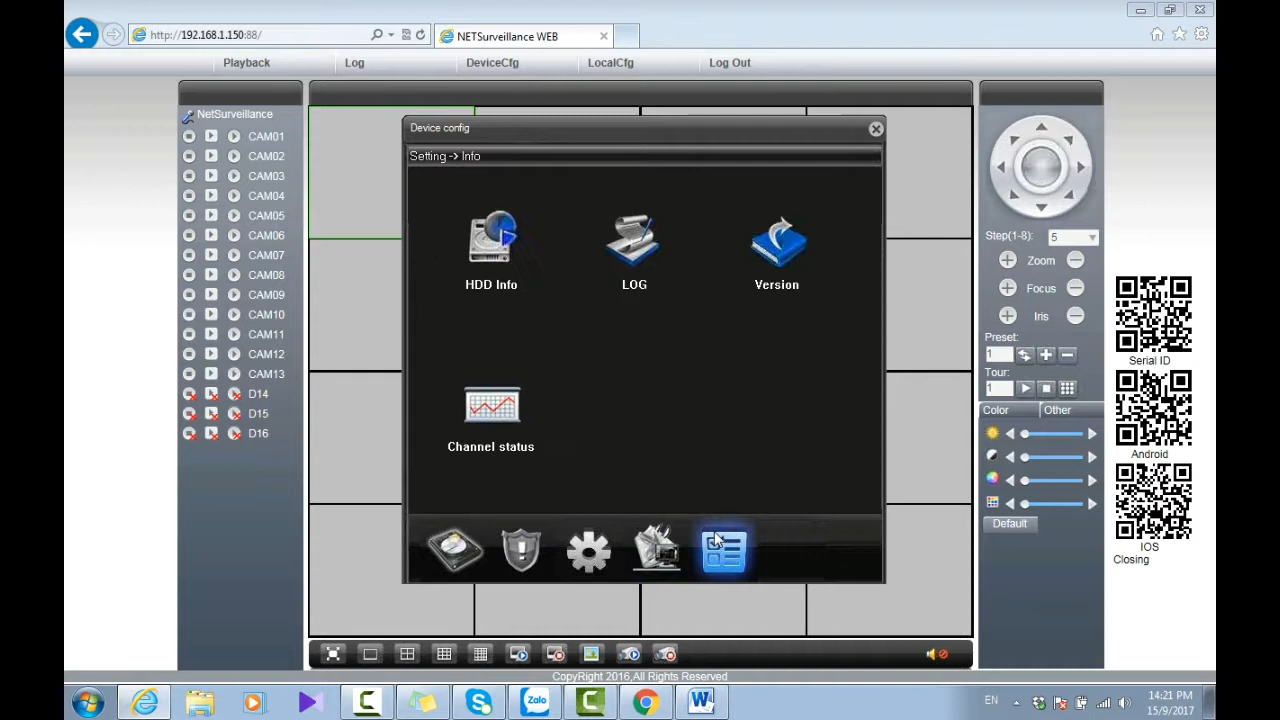 http://192.168.1.150:88/
NETSurveillance WEB
Playback
Log
DeviceCfg
LocalCfg
Log Out
NetSurveillance
CAM01
CAM02
CAM03
CAM04
CAM05
CAM06
CAM07
CAM08
CAM09
CAM10
CAM11
CAM12
CAM13
D14
D15
D16
Device config
Setting -> Info
HDD Info
LOG
Version
Channel status
Step(1-8):
5
Zoom
Focus
Iris
Preset:
1
Tour:
1
Color
Other
Default
Serial ID
Android
IOS
Closing
CopyRight 2016,All Rights Reserved
Zalo
EN
14:21 PM
15/9/2017